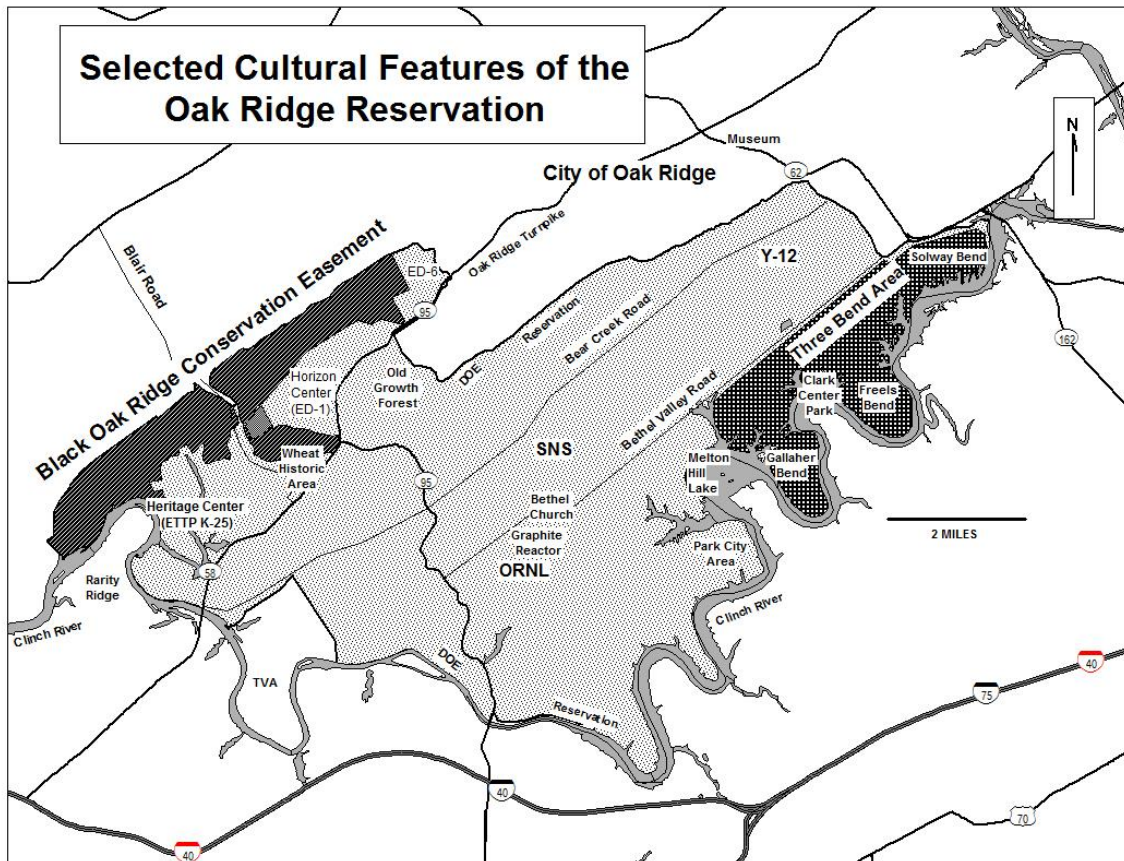 Selected Cultural Features of the
Oak Ridge Reservation
N
Museum
62
City of Oak Ridge
Blair Road
Oak Ridge Turnpike
Black Oak Ridge Conservation Easement
ED-6
95
Y-12
Solway Bend
Three Bend Area
DOE
Reservation
Bear Creek Road
162
Horizon
Center
(ED-1)
Old
Growth
Forest
Clark
Center
Park
Freels
Bend
Bethel Valley Road
SNS
Wheat
Historic
Area
95
Melton
Hill
Lake
Gallaher
Bend
Heritage Center
(ETTP K-25)
Bethel
Church
Graphite
Reactor
2 MILES
ORNL
Park City
Area
58
Rarity
Ridge
Clinch River
Clinch River
TVA
DOE
Reservation
40
75
40
40
70